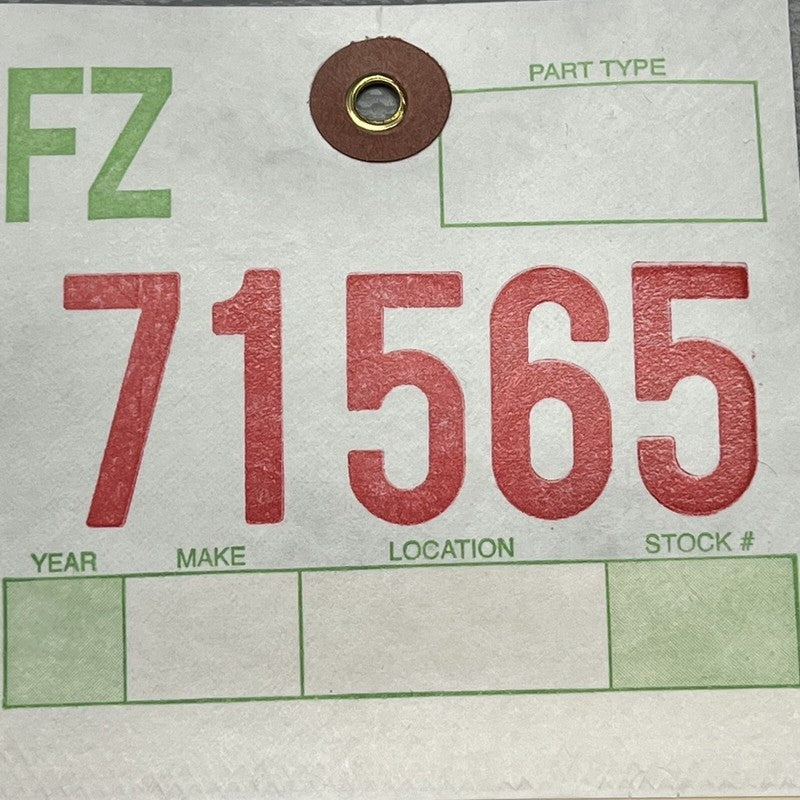 FZ
PART TYPE
71565
YEAR MAKE LOCATION STOCK #